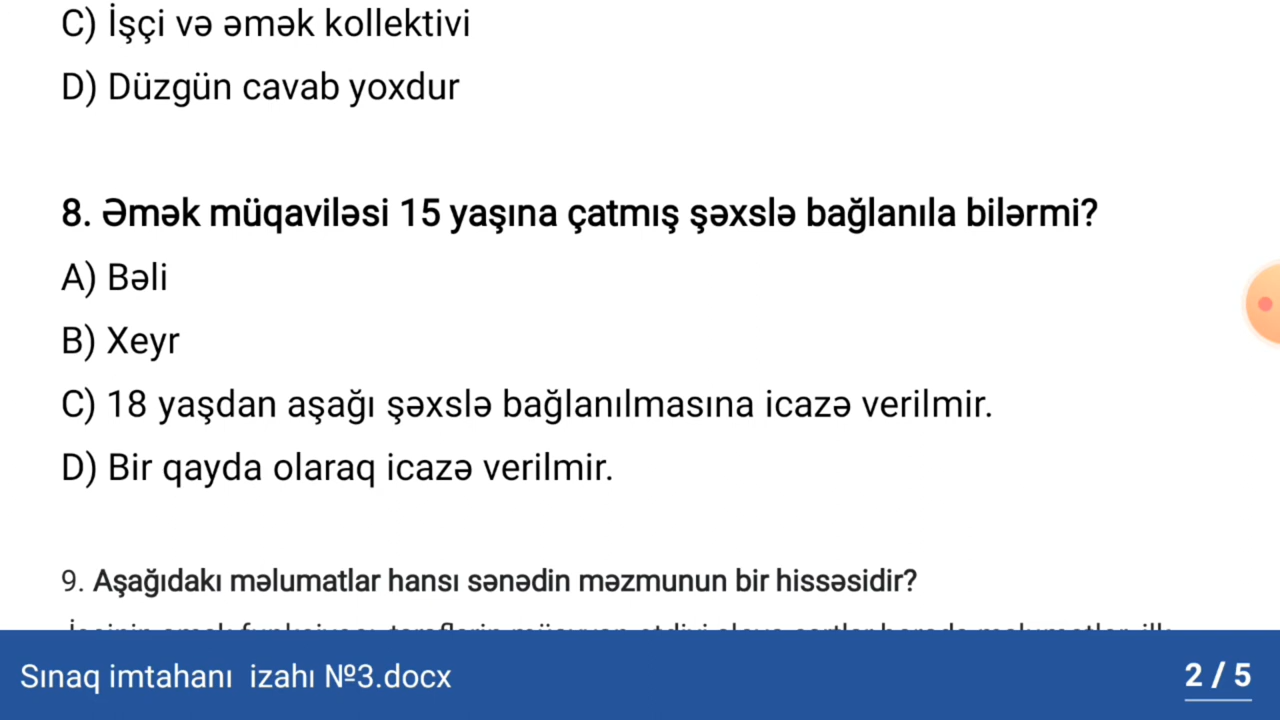 C) İşçi və əmək kollektivi
D) Düzgün cavab yoxdur
8. Əmək müqaviləsi 15 yaşına çatmış şəxslə bağlanıla bilərmi?
A) Bəli
B) Xeyr
C) 18 yaşdan aşağı şəxslə bağlanılmasına icazə verilmir.
D) Bir qayda olaraq icazə verilmir.
9. Aşağıdakı məlumatlar hansı sənədin məzmunun bir hissəsidir?
Sınaq imtahanı izahı №3.docx
2 / 5